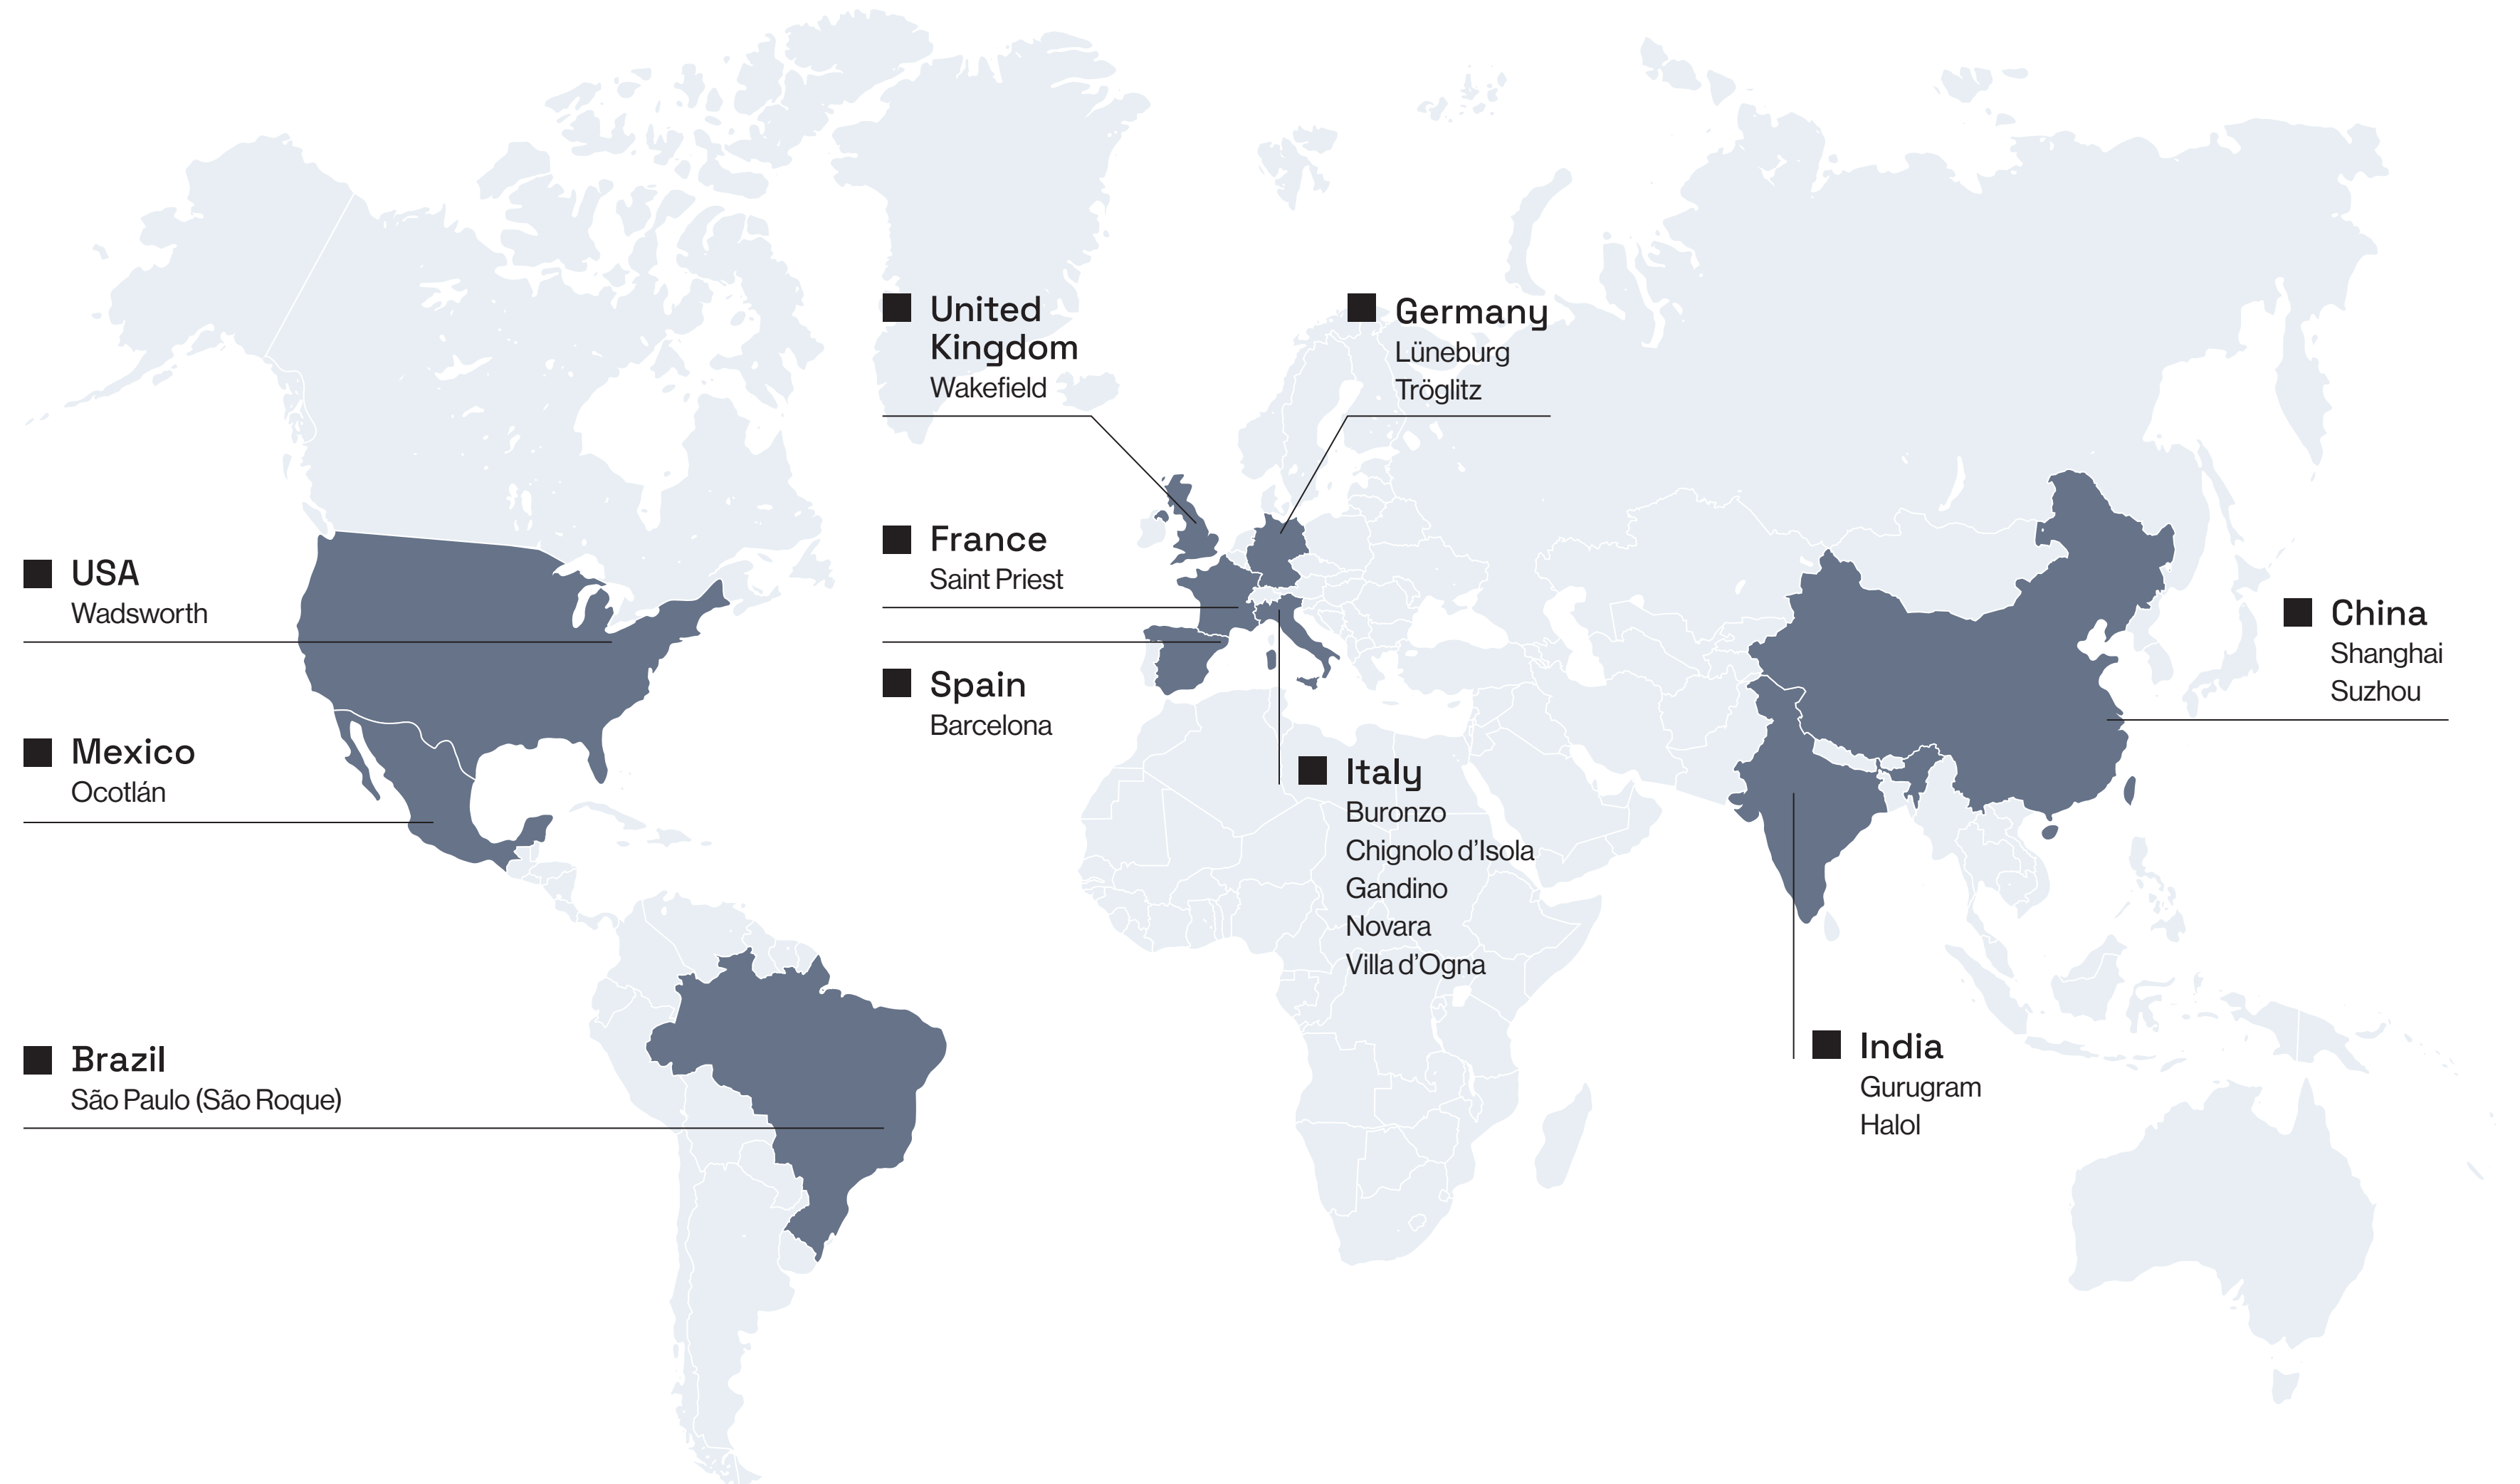 United
Kingdom
Wakefield
Germany
Lüneburg
Tröglitz
France
Saint Priest
USA
Wadsworth
China
Shanghai
Suzhou
Spain
Barcelona
Mexico
Ocotlán
Italy
Buronzo
Chignolo d’Isola
Gandino
Novara
Villa d’Ogna
India
Gurugram
Halol
Brazil
São Paulo (São Roque)